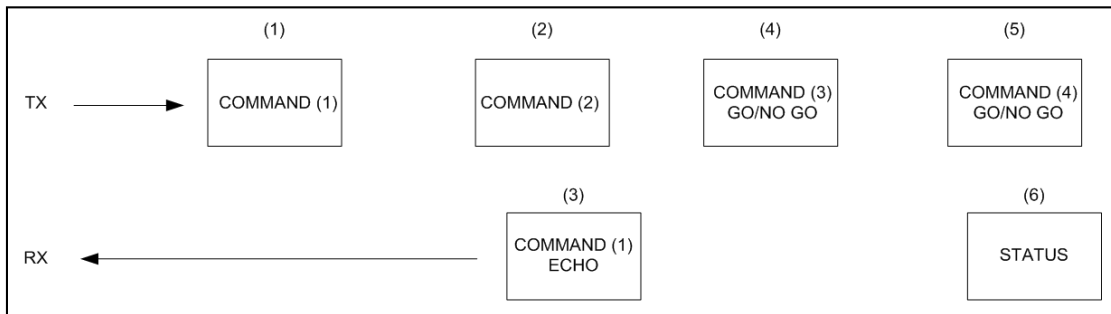 (1) (2) (4) (5)
TX
COMMAND (1)
COMMAND (2)
COMMAND (3)
GO/NO GO
COMMAND (4)
GO/NO GO
(3) (6)
RX
COMMAND (1)
ECHO
STATUS